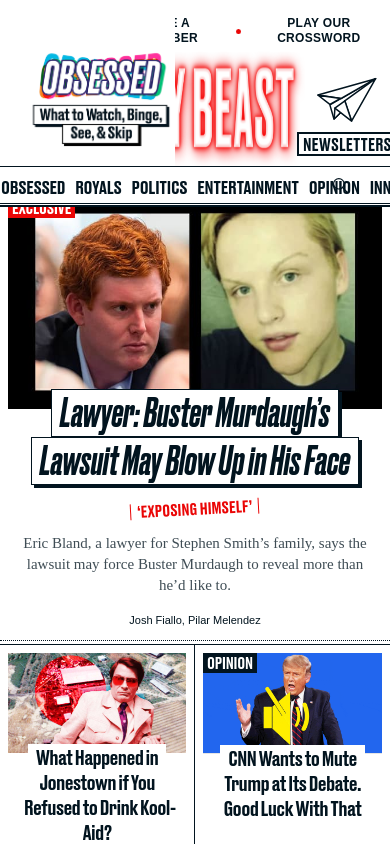 E A
BER
PLAY OUR
CROSSWORD
OBSESSED
What to Watch, Binge,
See, & Skip
Y BEAST
NEWSLETTERS
OBSESSED ROYALS POLITICS ENTERTAINMENT OPINION INN
EXCLUSIVE
Lawyer: Buster Murdaugh’s
Lawsuit May Blow Up in His Face
‘EXPOSING HIMSELF’
Eric Bland, a lawyer for Stephen Smith’s family, says the
lawsuit may force Buster Murdaugh to reveal more than
he’d like to.
Josh Fiallo, Pilar Melendez
What Happened in
Jonestown if You
Refused to Drink Kool-
Aid?
OPINION
CNN Wants to Mute
Trump at Its Debate.
Good Luck With That